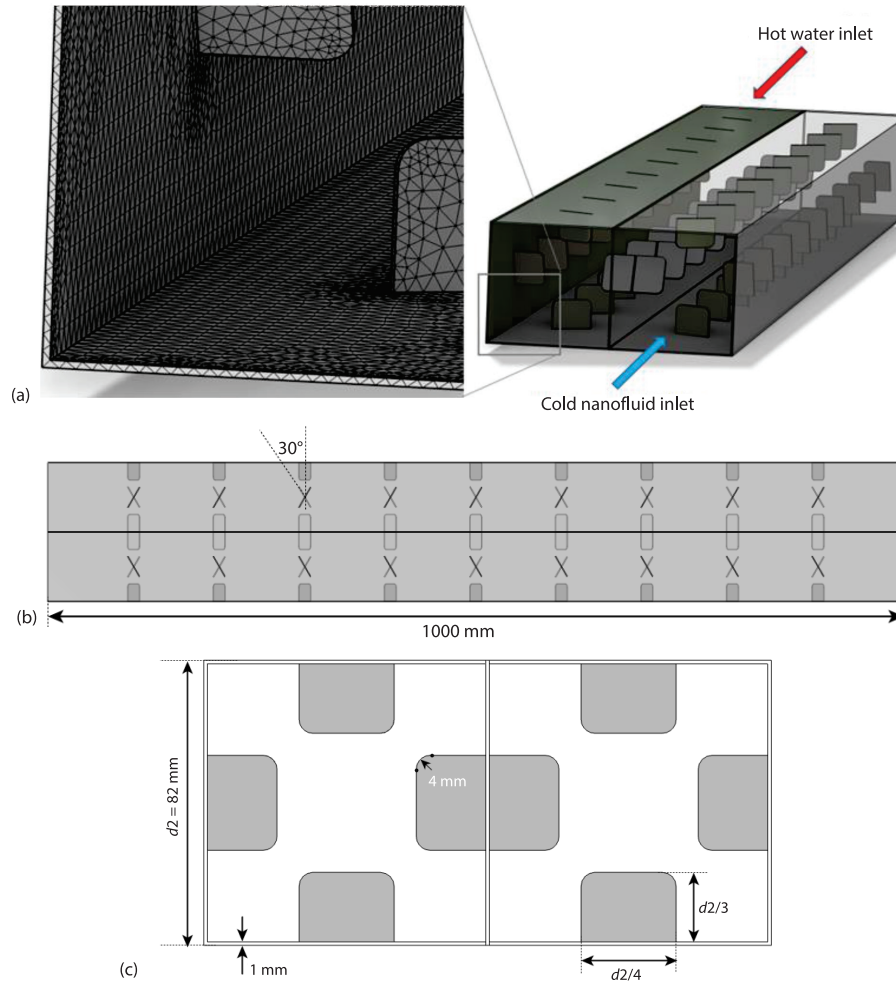 Hot water inlet
Cold nanofluid inlet
(a)
30°
(b)
1000 mm
d2 = 82 mm
4 mm
d2/3
1 mm
d2/4
(c)